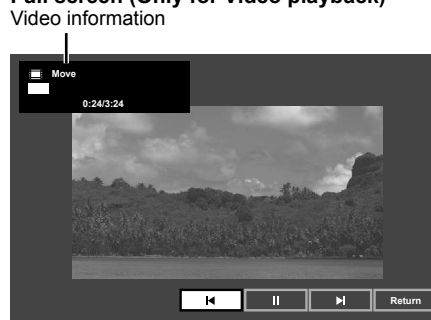 Full screen (Only for Video playback)
Video information
Move
0:24/3:24
Return